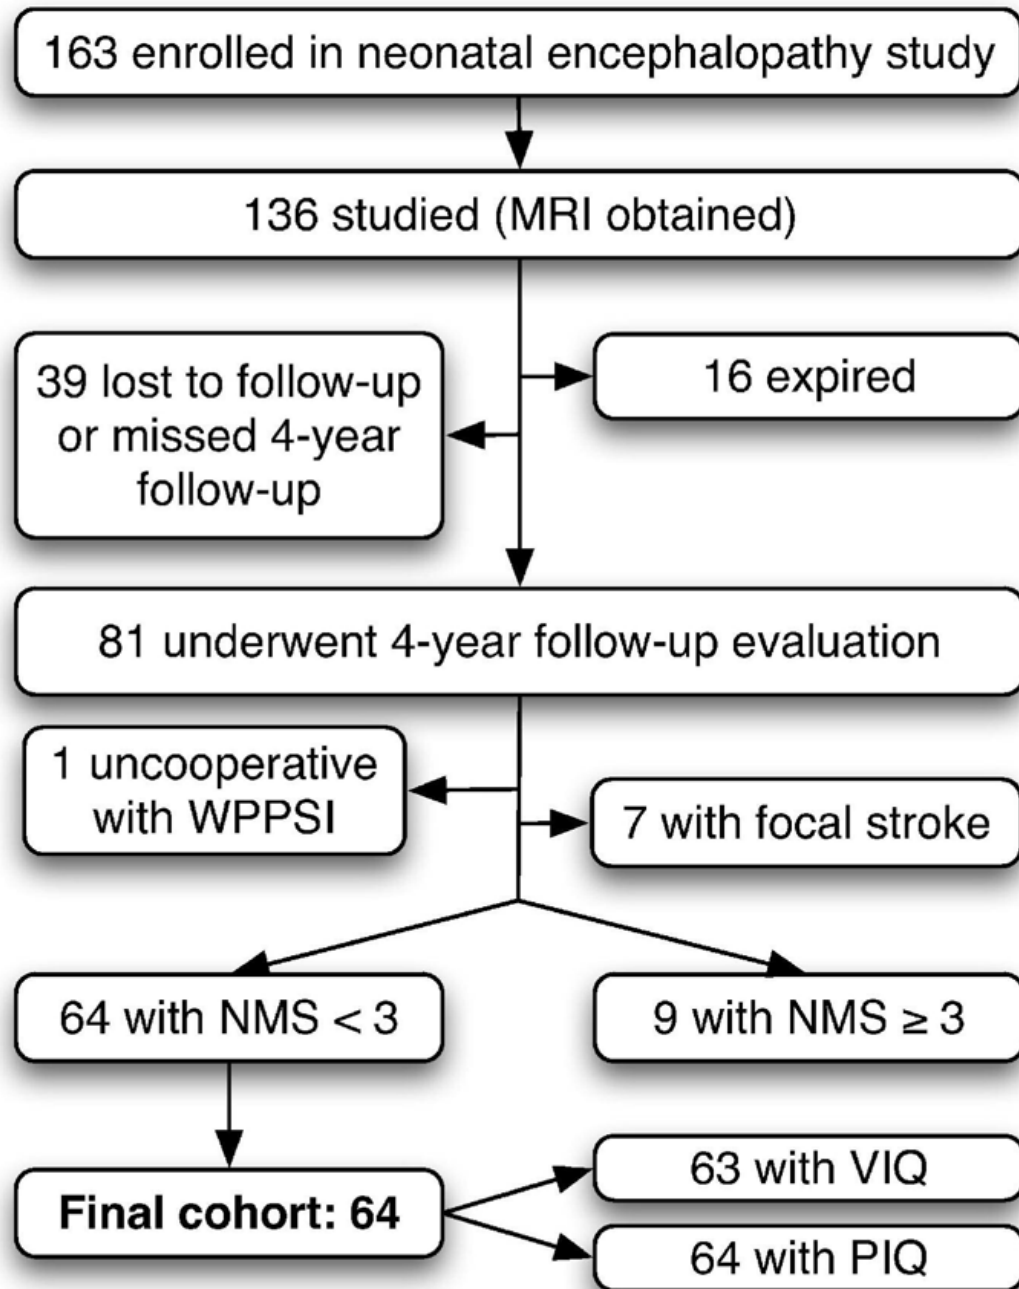 163 enrolled in neonatal encephalopathy study
136 studied (MRI obtained)
39 lost to follow-up
or missed 4-year
follow-up
16 expired
81 underwent 4-year follow-up evaluation
1 uncooperative
with WPPSI
7 with focal stroke
64 with NMS < 3
9 with NMS ≥ 3
Final cohort: 64
63 with VIQ
64 with PIQ